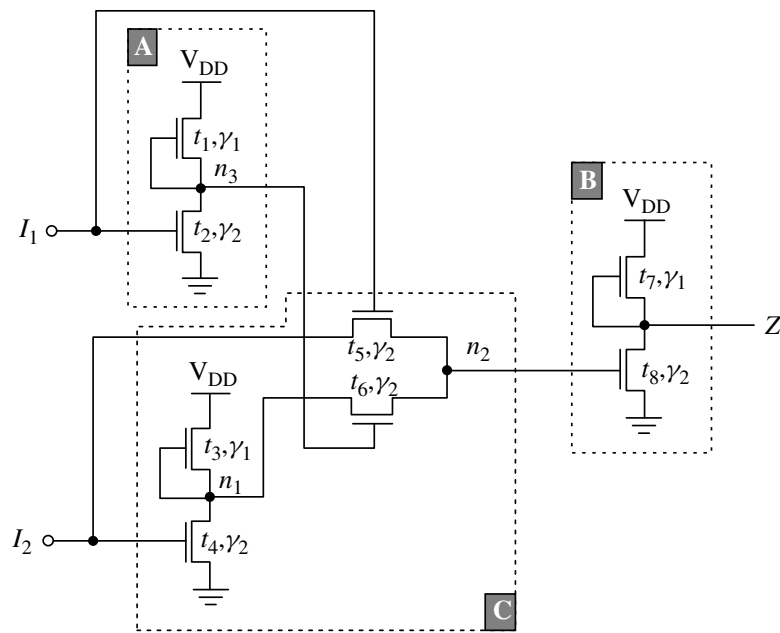 A
V_DD
t_1,γ_1
n_3
I_1
t_2,γ_2
B
V_DD
t_7,γ_1
Z
t_8,γ_2
t_5,γ_2
n_2
t_6,γ_2
V_DD
t_3,γ_1
n_1
I_2
t_4,γ_2
C